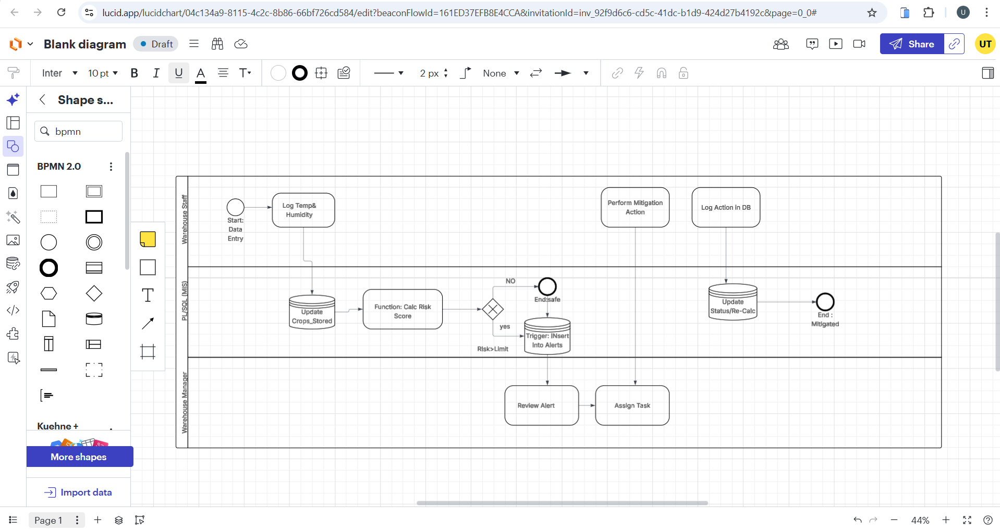 lucid.app/lucidchart/04c134a9-8115-4c2c-8b86-66bf726cd584/edit?beaconFlowId=161ED37EFB8E4CCA&invitationId=inv_92f9d6c6-cd5c-41dc-b1d9-424d27b4192c&page=0_0#
U
Blank diagram
Draft
Share
UT
Inter
10 pt
B
I
U
A
T
2 px
None
Shape s...
bpmn
BPMN 2.0
Kuehne +
More shapes
Import data
T
Warehouse Staff
Start:
Data
Entry
Log Temp&
Humidity
Perform Mitigation
Action
Log Action in DB
PL/SQL (MIS)
Update
Crops_Stored
Function: Calc Risk
Score
NO
yes
Risk>Limit
End:safe
Trigger: INsert
Into Alerts
Update
Status/Re-Calc
End :
Mitigated
Warehouse Manager
Review Alert
Assign Task
Page 1
44%